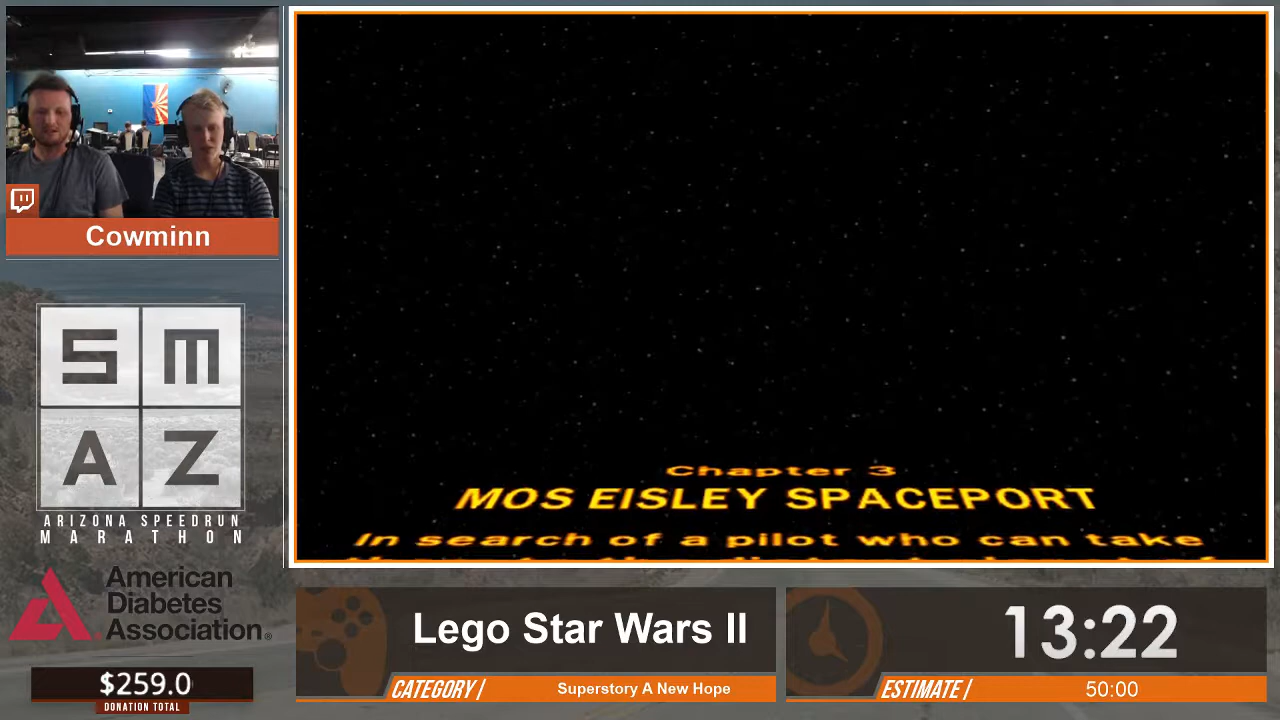 Cowminn
S M
A Z
ARIZONA SPEEDRUN
MARATHON
American
Diabetes
Association®
$259.0
DONATION TOTAL
Chapter 3
MOS EISLEY SPACEPORT
In search of a pilot who can take
Lego Star Wars II
CATEGORY/ Superstory A New Hope
13:22
ESTIMATE/ 50:00